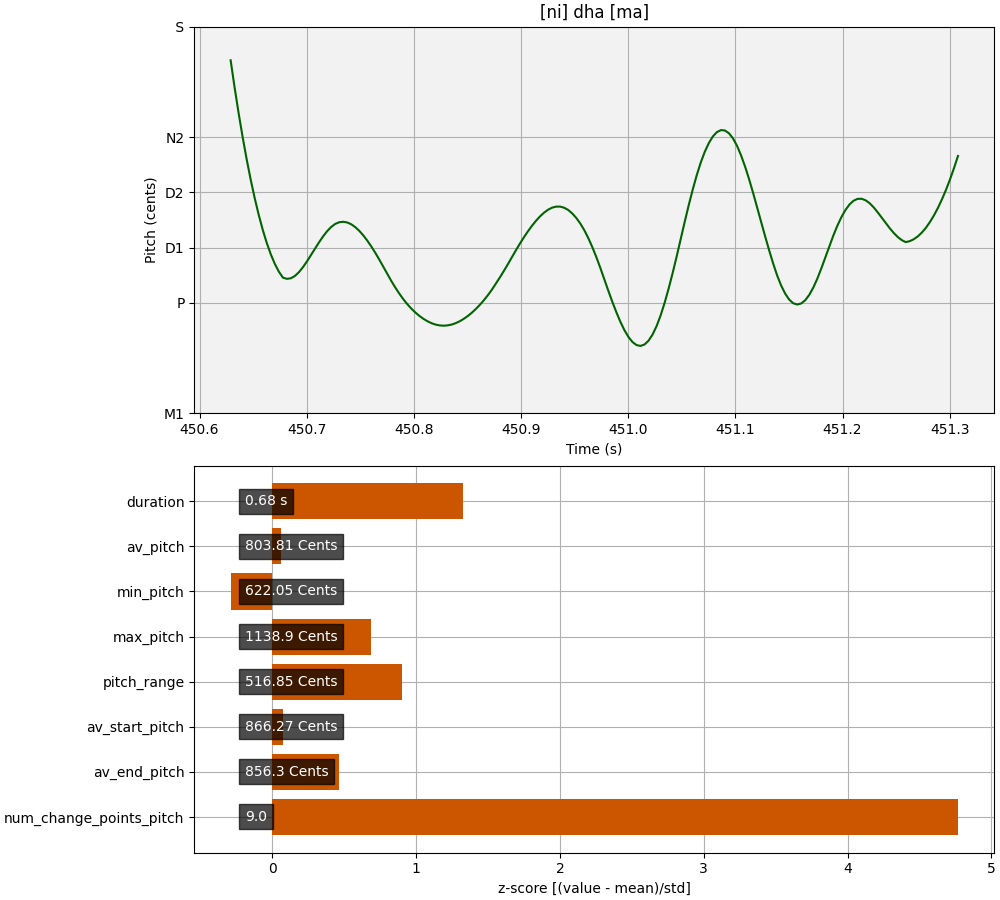 [ni] dha [ma]
S
N2
D2
D1
P
M1
Pitch (cents)
450.6 450.7 450.8 450.9 451.0 451.1 451.2 451.3
Time (s)
duration 0.68 s
av_pitch 803.81 Cents
min_pitch 622.05 Cents
max_pitch 1138.9 Cents
pitch_range 516.85 Cents
av_start_pitch 866.27 Cents
av_end_pitch 856.3 Cents
num_change_points_pitch 9.0
0 1 2 3 4 5
z-score [(value - mean)/std]